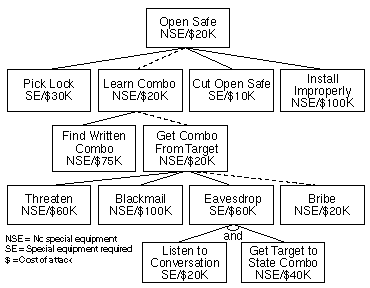 Open Safe
NSE/$20K
Pick Lock
SE/$30K
Learn Combo
NSE/$20K
Cut Open Safe
SE/$10K
Install
Improperly
NSE/$100K
Find Written
Combo
NSE/$75K
Get Combo
From Target
NSE/$20K
Threaten
NSE/$60K
Blackmail
NSE/$100K
Eavesdrop
SE/$60K
Bribe
NSE/$20K
NSE = No special equipment
SE = Special equipment required
$ = Cost of attack
and
Listen to
Conversation
SE/$20K
Get Target to
State Combo
NSE/$40K